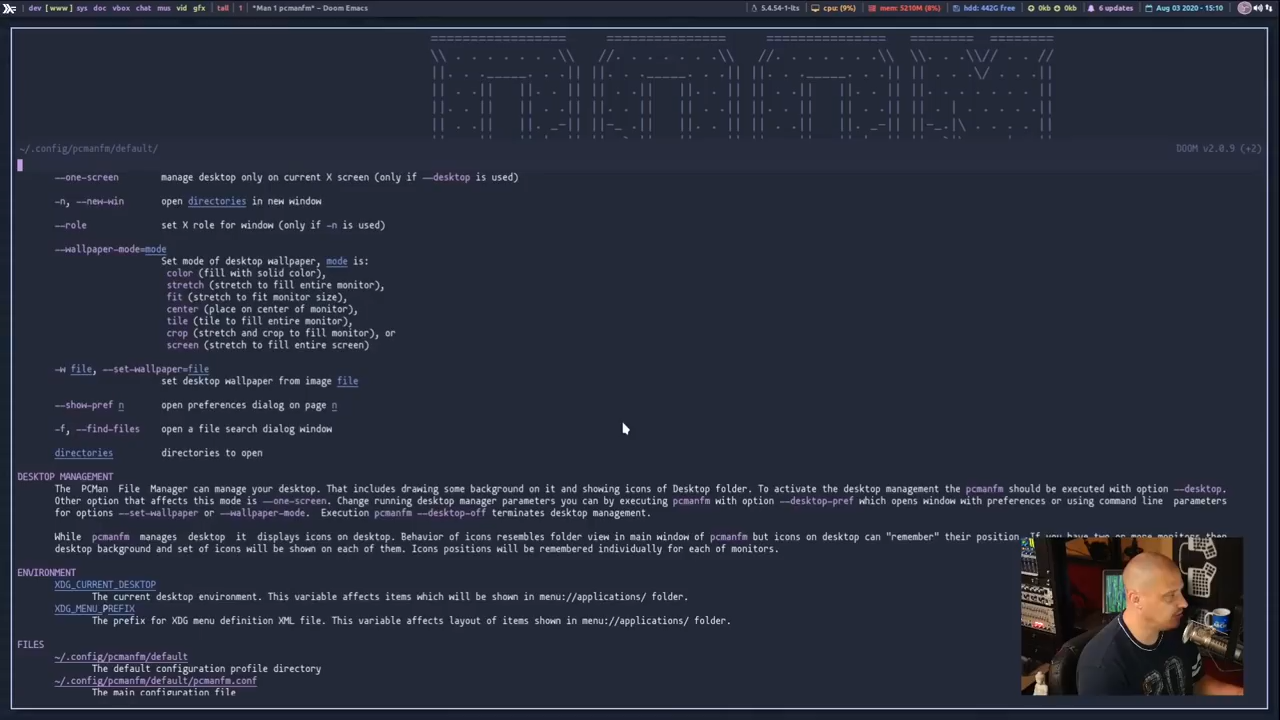 dev [ www ] sys doc vbox chat mus vid gfx | tall | 1 | *Man 1 pcmanfm* – Doom Emacs
5.4.54-1-lts | cpu: (9%) | mem: 5210M (8%) | hdd: 442G free | 0kb 0kb | 6 updates | Aug 03 2020 - 15:10
~/.config/pcmanfm/default/ DOOM v2.0.9 (+2)
--one-screen manage desktop only on current X screen (only if --desktop is used)
-n, --new-win open directories in new window
--role set X role for window (only if -n is used)
--wallpaper-mode=mode
Set mode of desktop wallpaper, mode is:
color (fill with solid color),
stretch (stretch to fill entire monitor),
fit (stretch to fit monitor size),
center (place on center of monitor),
tile (tile to fill entire monitor),
crop (stretch and crop to fill monitor), or
screen (stretch to fill entire screen)
-w file, --set-wallpaper=file
set desktop wallpaper from image file
--show-pref n open preferences dialog on page n
-f, --find-files open a file search dialog window
directories directories to open
DESKTOP MANAGEMENT
The PCMan File Manager can manage your desktop. That includes drawing some background on it and showing icons of Desktop folder. To activate the desktop management the pcmanfm should be executed with option --desktop.
Other option that affects this mode is --one-screen. Change running desktop manager parameters you can by executing pcmanfm with option --desktop-pref which opens window with preferences or using command line parameters
for options --set-wallpaper or --wallpaper-mode. Execution pcmanfm --desktop-off terminates desktop management.
While pcmanfm manages desktop it displays icons on desktop. Behavior of icons resembles folder view in main window of pcmanfm but icons on desktop can "remember" their position. If you have two or more monitors then
desktop background and set of icons will be shown on each of them. Icons positions will be remembered individually for each of monitors.
ENVIRONMENT
XDG_CURRENT_DESKTOP
The current desktop environment. This variable affects items which will be shown in menu://applications/ folder.
XDG_MENU_PREFIX
The prefix for XDG menu definition XML file. This variable affects layout of items shown in menu://applications/ folder.
FILES
~/.config/pcmanfm/default
The default configuration profile directory
~/.config/pcmanfm/default/pcmanfm.conf
The main configuration file